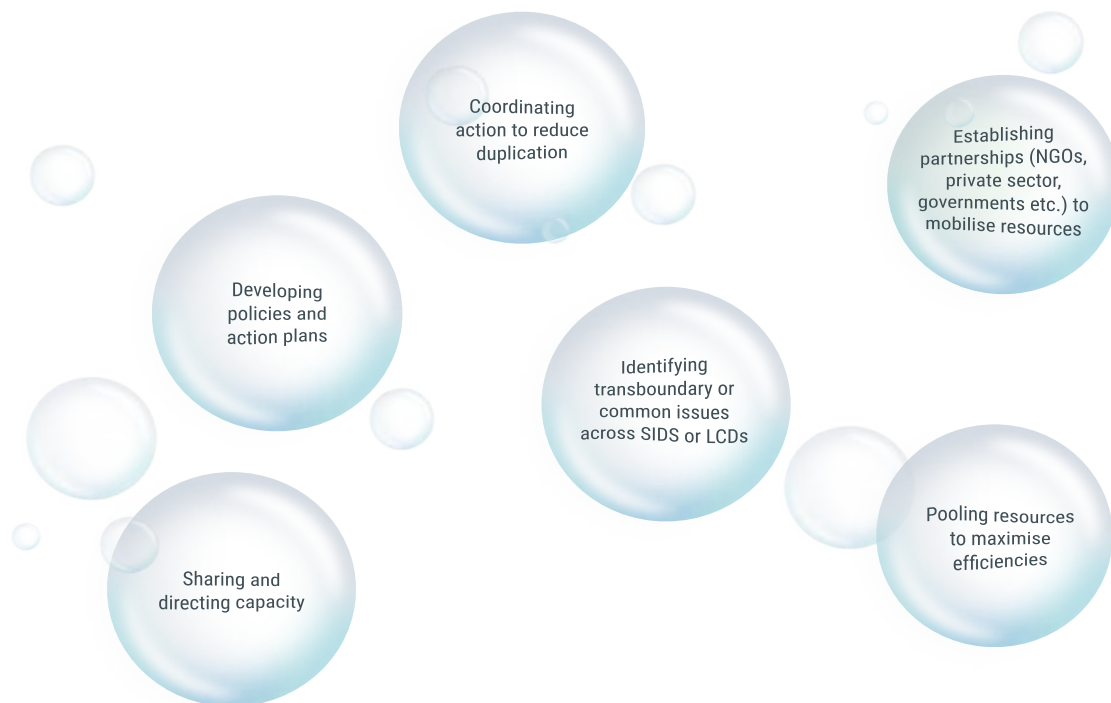 Coordinating
action to reduce
duplication
Establishing
partnerships (NGOs,
private sector,
governments etc.) to
mobilise resources
Developing
policies and
action plans
Identifying
transboundary or
common issues
across SIDS or LCDs
Pooling resources
to maximise
efficiencies
Sharing and
directing capacity